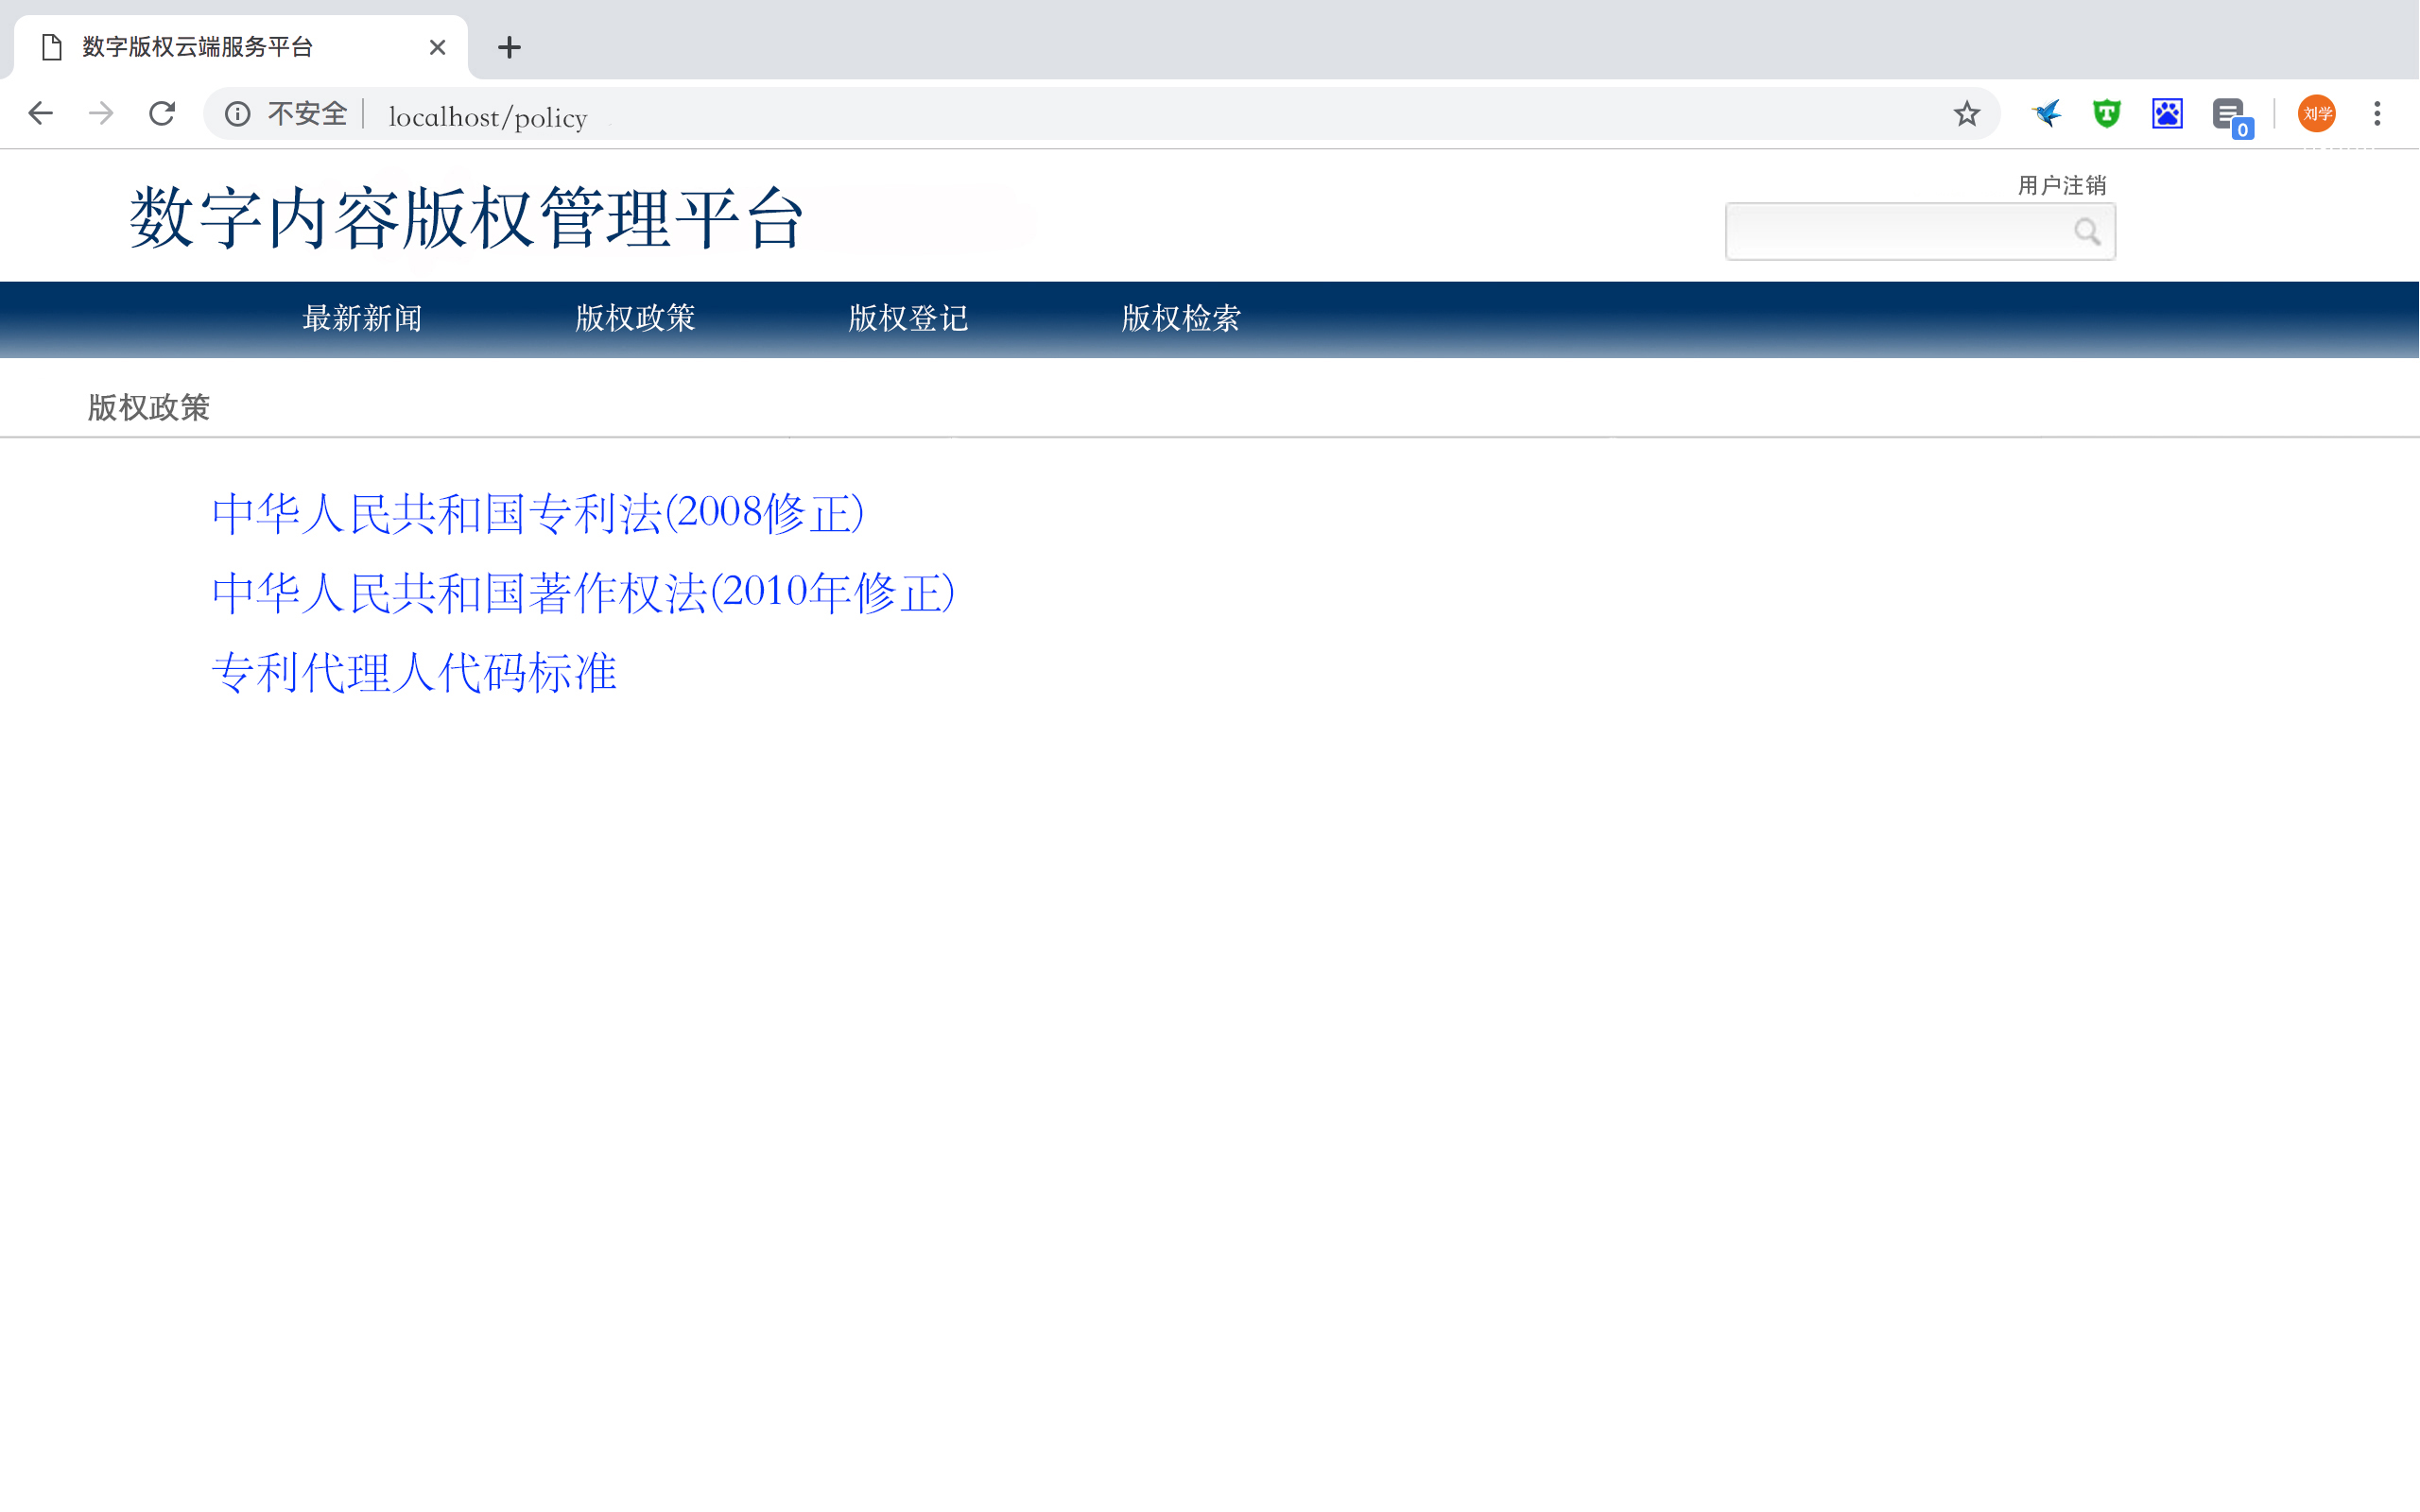 数字版权云端服务平台
不安全 localhost/policy
0
刘学
数字内容版权管理平台
用户注销
最新新闻 版权政策 版权登记 版权检索
版权政策
中华人民共和国专利法(2008修正)
中华人民共和国著作权法(2010年修正)
专利代理人代码标准